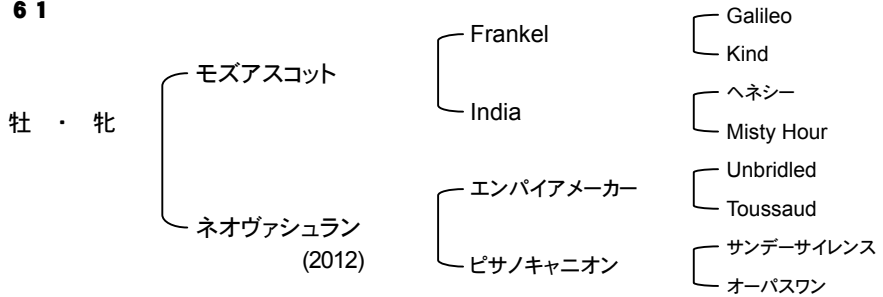 ６１
牡 ・ 牝
モズアスコット
ネオヴァシュラン
(2012)
Frankel
India
エンパイアメーカー
ピサノキャニオン
Galileo
Kind
ヘネシー
Misty Hour
Unbridled
Toussaud
サンデーサイレンス
オーパスワン